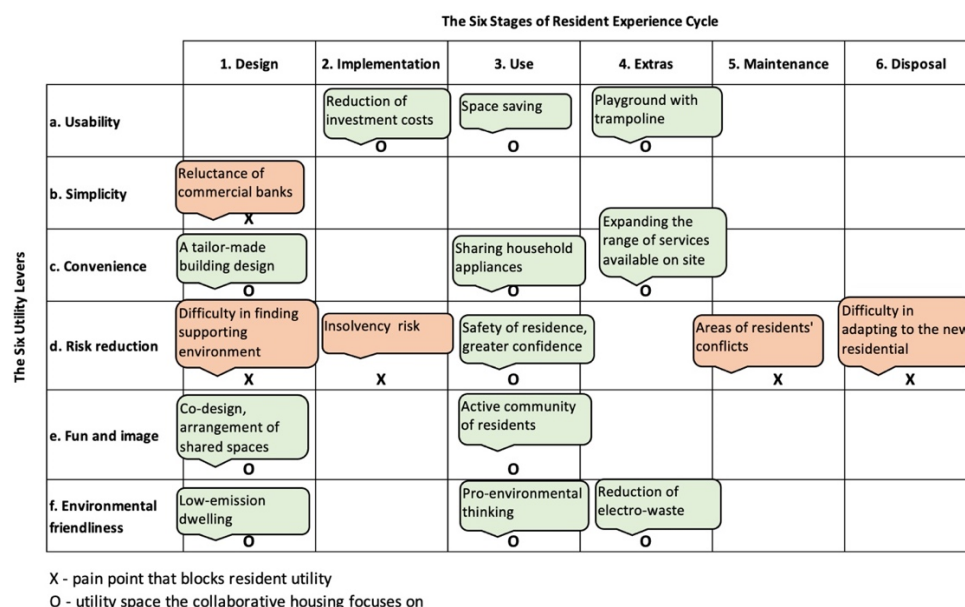 The Six Stages of Resident Experience Cycle
1. Design 2. Implementation 3. Use 4. Extras 5. Maintenance 6. Disposal
The Six Utility Levers
a. Usability
Reduction of
investment costs
O
Space saving
O
Playground with
trampoline
O
b. Simplicity
Reluctance of
commercial banks
X
c. Convenience
A tailor-made
building design
O
Sharing household
appliances
O
Expanding the
range of services
available on site
O
d. Risk reduction
Difficulty in finding
supporting
environment
X
Insolvency risk
X
Safety of residence,
greater confidence
O
Areas of residents'
conflicts
X
Difficulty in
adapting to the new
residential
X
e. Fun and image
Co-design,
arrangement of
shared spaces
O
Active community
of residents
O
f. Environmental
friendliness
Low-emission
dwelling
O
Pro-environmental
thinking
O
Reduction of
electro-waste
O
X - pain point that blocks resident utility
O - utility space the collaborative housing focuses on